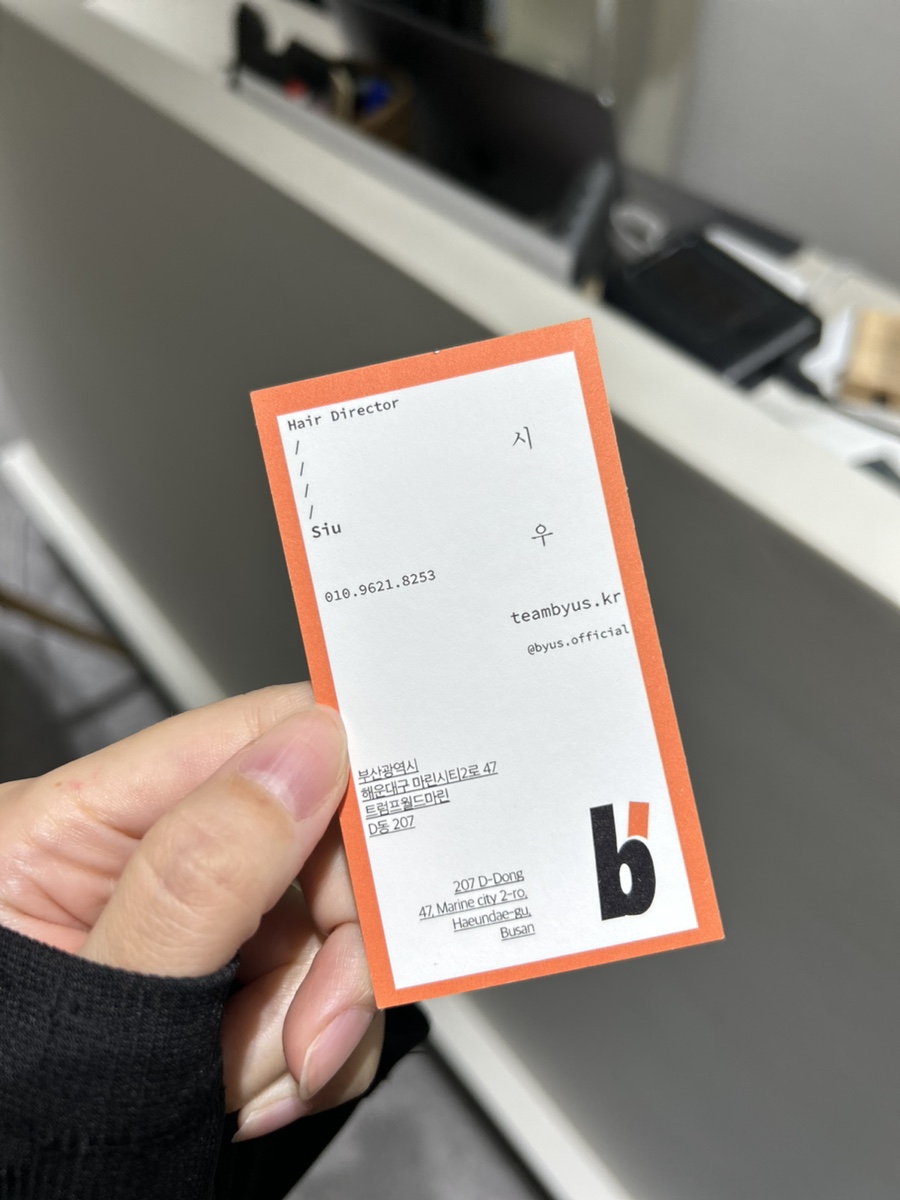 Hair Director
/
/
/
/
Siu
시
우
010.9621.8253
teambyus.kr
@byus.official
부산광역시
해운대구 마린시티2로 47
트럼프월드마린
D동 207
207 D-Dong
47, Marine city 2-ro,
Haeundae-gu,
Busan
b'